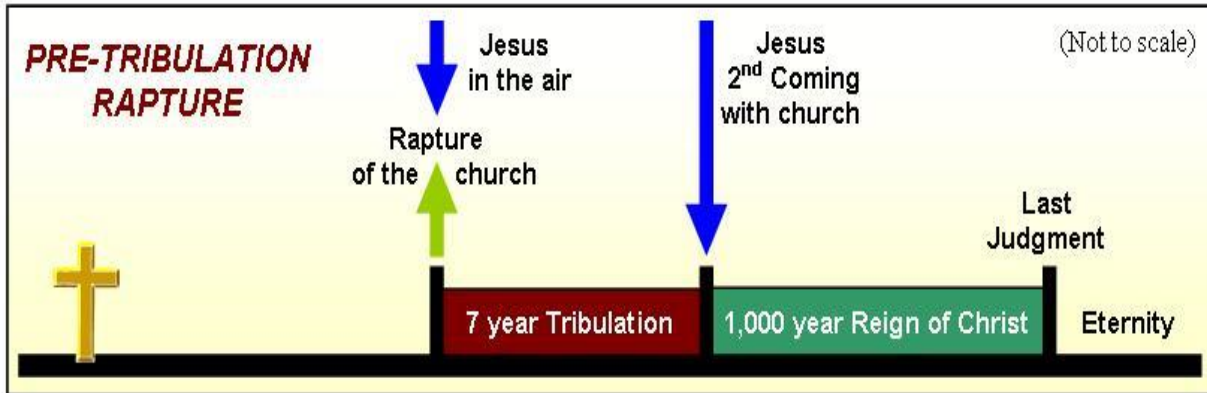 PRE-TRIBULATION
RAPTURE
Jesus
in the air
Rapture
of the church
Jesus
2nd Coming
with church
(Not to scale)
Last
Judgment
7 year Tribulation
1,000 year Reign of Christ
Eternity